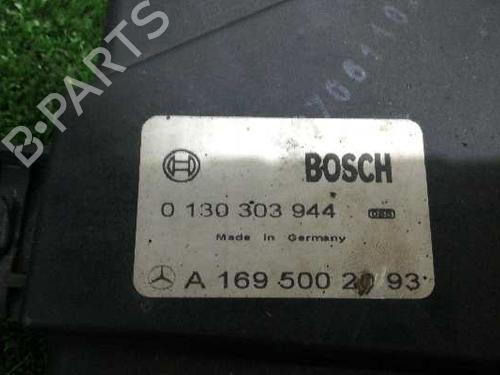 B-PARTS
BOSCH
0 130 303 944
Made in Germany
A 169 500 20 93